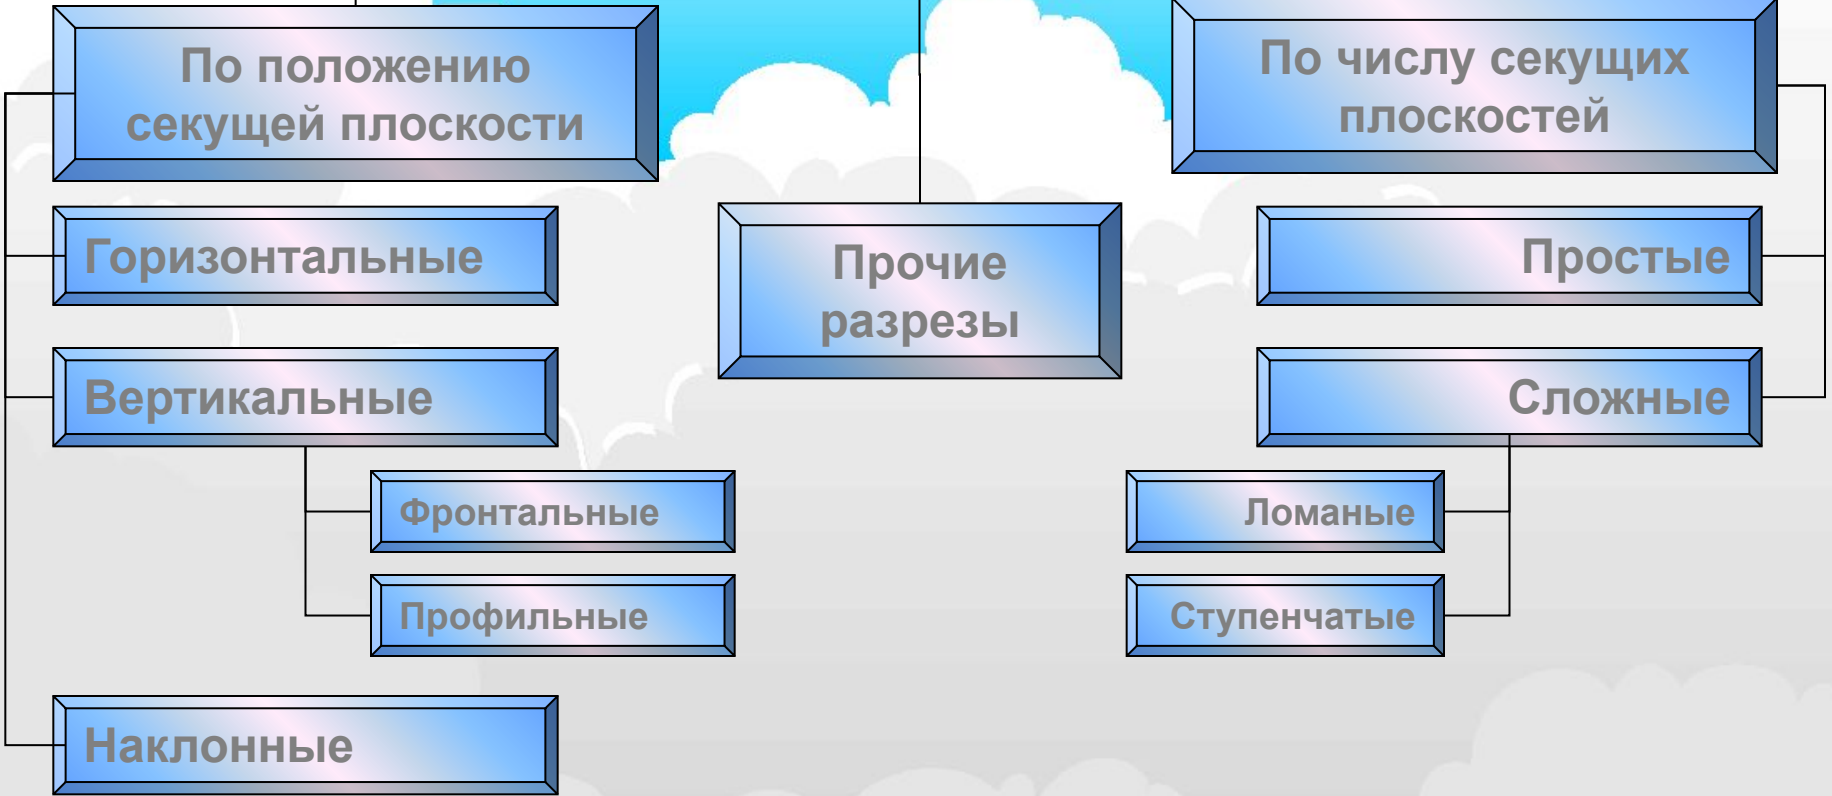 По положению
секущей плоскости
Горизонтальные
Вертикальные
Фронтальные
Профильные
Наклонные
Прочие
разрезы
По числу секущих
плоскостей
Простые
Сложные
Ломаные
Ступенчатые